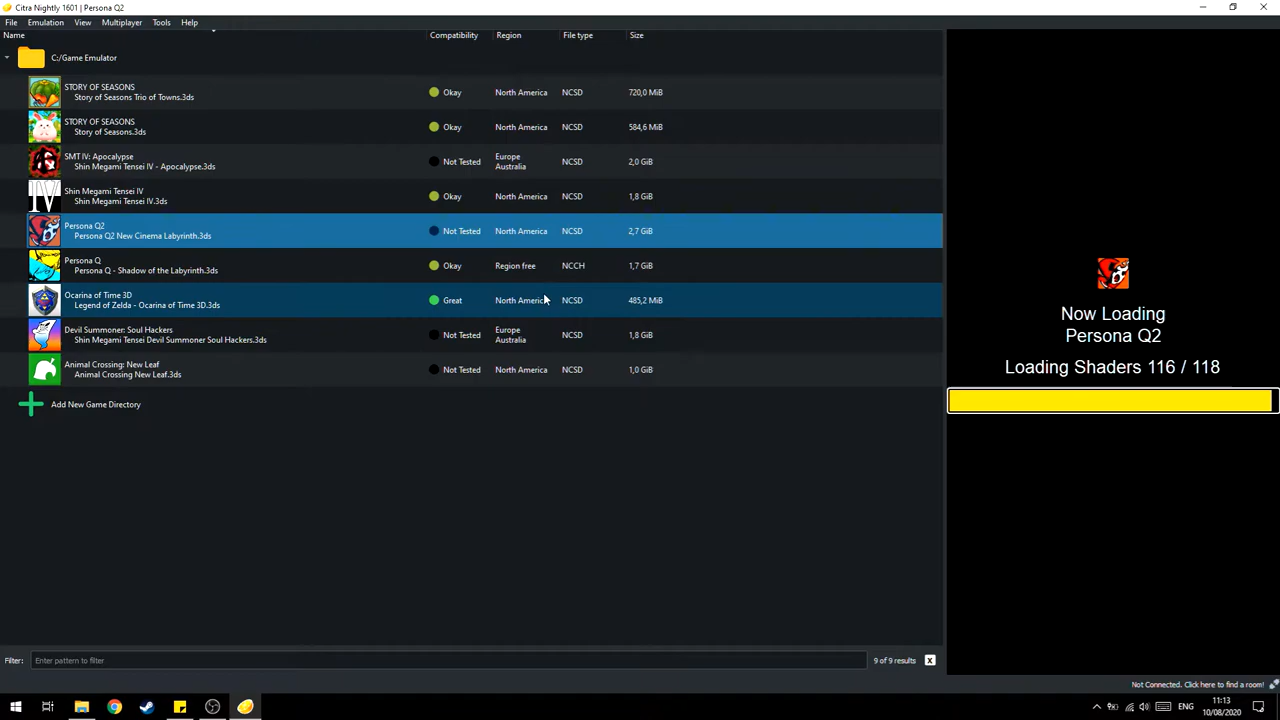 Citra Nightly 1601 | Persona Q2
File Emulation View Multiplayer Tools Help
Name Compatibility Region File type Size
C:/Game Emulator
STORY OF SEASONS
Story of Seasons Trio of Towns.3ds
Okay North America NCSD 720,0 MiB
STORY OF SEASONS
Story of Seasons.3ds
Okay North America NCSD 584,6 MiB
SMT IV: Apocalypse
Shin Megami Tensei IV - Apocalypse.3ds
Not Tested Europe Australia NCSD 2,0 GiB
IV
Shin Megami Tensei IV
Shin Megami Tensei IV.3ds
Okay North America NCSD 1,8 GiB
Persona Q2
Persona Q2 New Cinema Labyrinth.3ds
Not Tested North America NCSD 2,7 GiB
Persona Q
Persona Q - Shadow of the Labyrinth.3ds
Okay Region free NCCH 1,7 GiB
Ocarina of Time 3D
Legend of Zelda - Ocarina of Time 3D.3ds
Great North America NCSD 485,2 MiB
Devil Summoner: Soul Hackers
Shin Megami Tensei Devil Summoner Soul Hackers.3ds
Not Tested Europe Australia NCSD 1,8 GiB
Animal Crossing: New Leaf
Animal Crossing New Leaf.3ds
Not Tested North America NCSD 1,0 GiB
Add New Game Directory
Now Loading
Persona Q2
Loading Shaders 116 / 118
Filter: Enter pattern to filter 9 of 9 results X
Not Connected. Click here to find a room!
ENG
11:13
10/08/2020